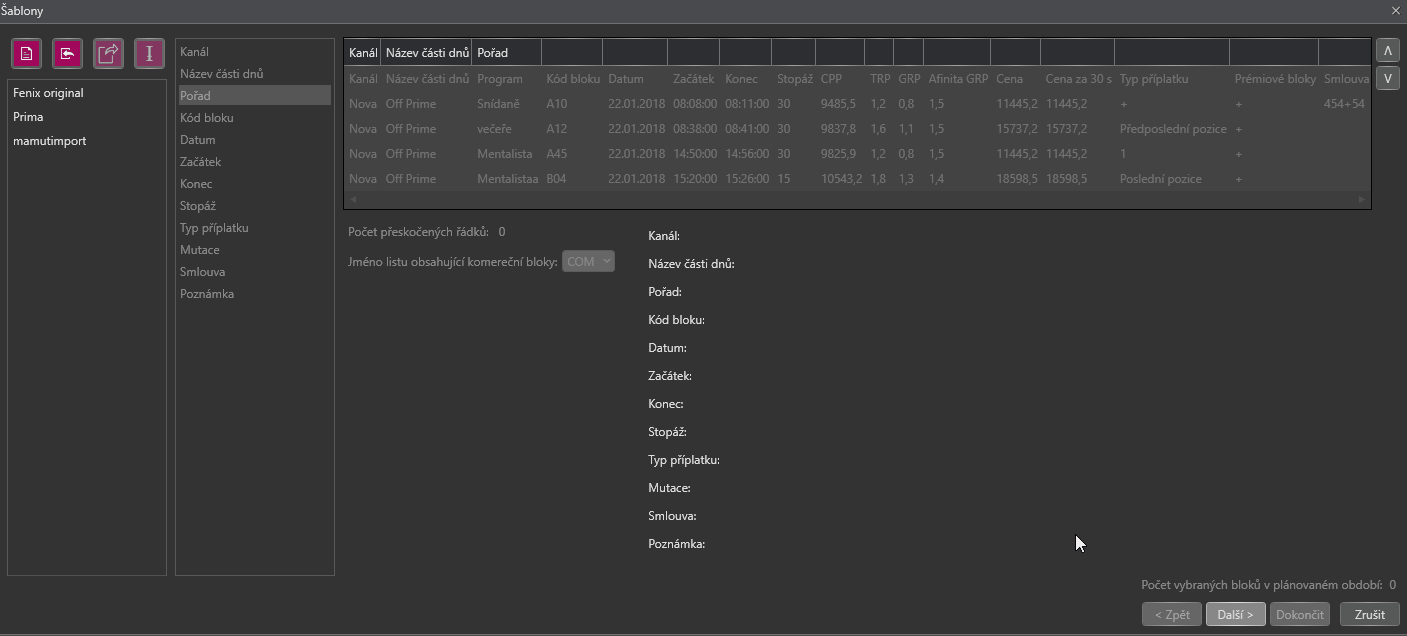 Šablony
Fenix original
Prima
mamutimport
Kanál
Název části dnů
Pořad
Kód bloku
Datum
Začátek
Konec
Stopáž
Typ příplatku
Mutace
Smlouva
Poznámka
Kanál Název části dnů Pořad
Kanál Název části dnů Program Kód bloku Datum Začátek Konec Stopáž CPP TRP GRP Afinita GRP Cena Cena za 30 s Typ příplatku Prémiové bloky Smlouva
Nova Off Prime Snídaně A10 22.01.2018 08:08:00 08:11:00 30 9485,5 1,2 0,8 1,5 11445,2 11445,2 + + 454+54
Nova Off Prime večeře A12 22.01.2018 08:38:00 08:41:00 30 9837,8 1,6 1,1 1,5 15737,2 15737,2 Předposlední pozice +
Nova Off Prime Mentalista A45 22.01.2018 14:50:00 14:56:00 30 9825,9 1,2 0,8 1,5 11445,2 11445,2 1 +
Nova Off Prime Mentalistaa B04 22.01.2018 15:20:00 15:26:00 15 10543,2 1,8 1,3 1,4 18598,5 18598,5 Poslední pozice +
Počet přeskočených řádků: 0
Jméno listu obsahující komereční bloky: COM
Kanál:
Název části dnů:
Pořad:
Kód bloku:
Datum:
Začátek:
Konec:
Stopáž:
Typ příplatku:
Mutace:
Smlouva:
Poznámka:
Počet vybraných bloků v plánovaném období: 0
< Zpět Další > Dokončit Zrušit